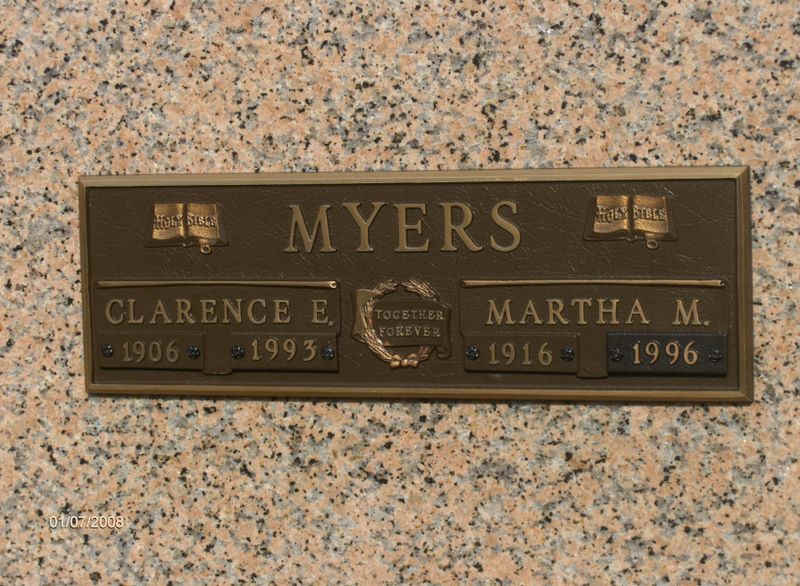 HOLY BIBLE
MYERS
HOLY BIBLE
CLARENCE E.
1906
1993
TOGETHER
FOREVER
MARTHA M.
1916
1996
01/07/2008